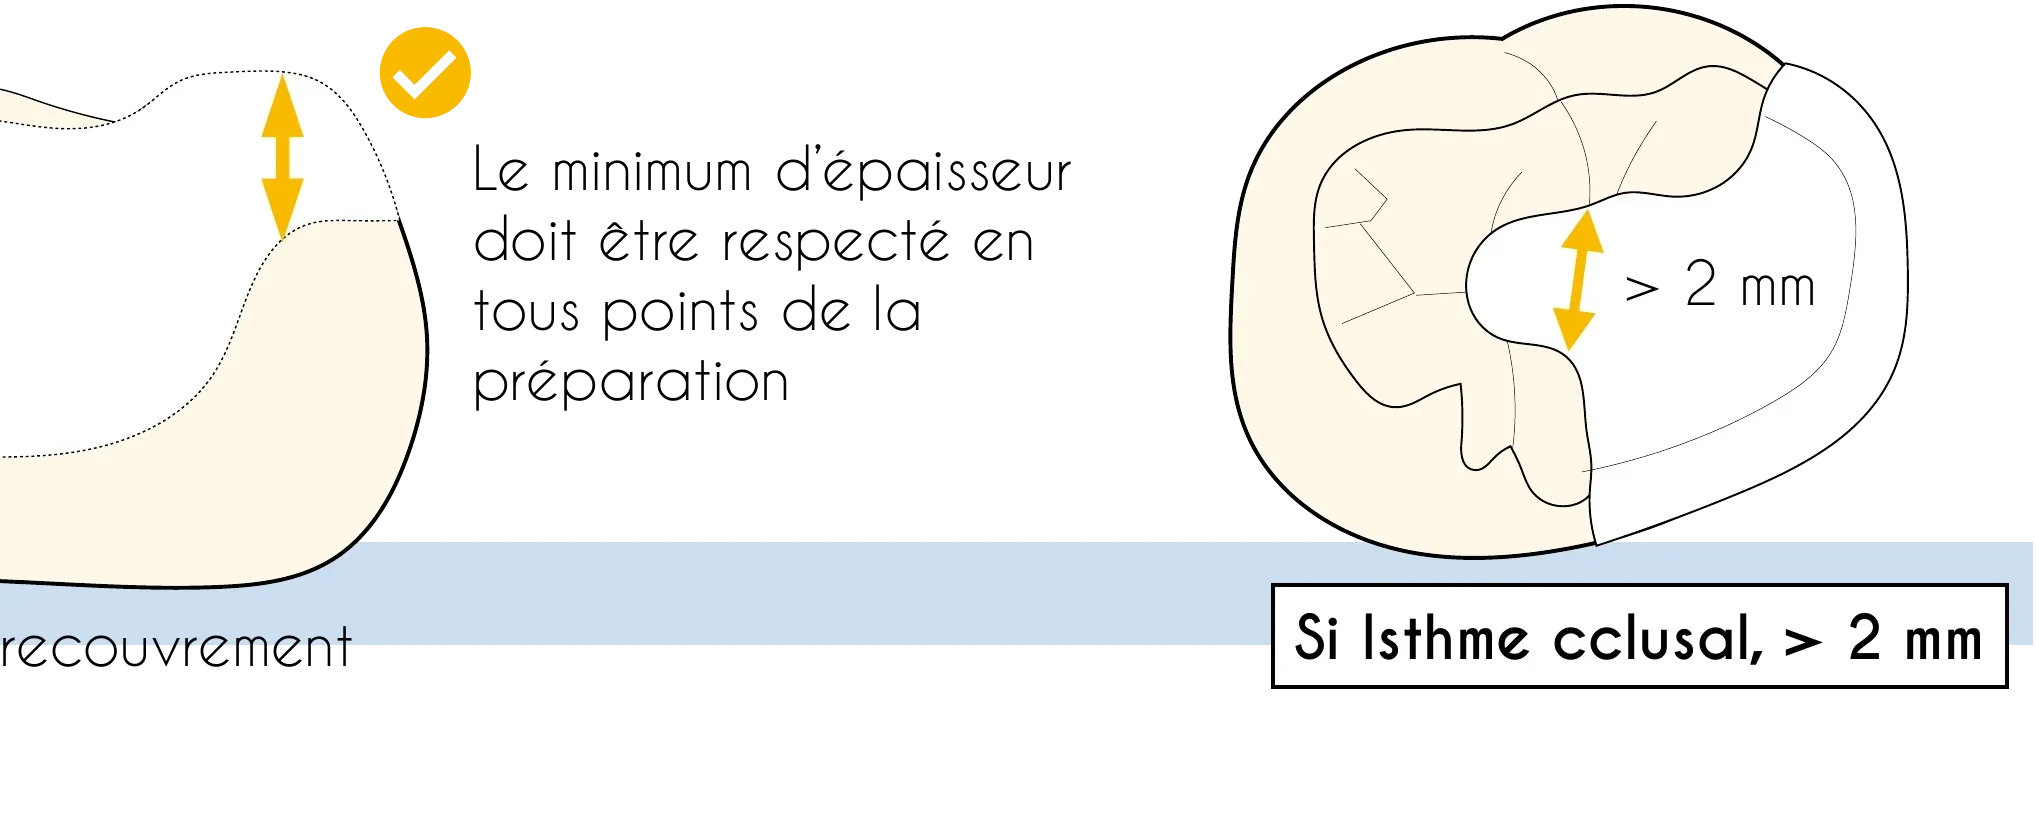 Le minimum d’épaisseur
doit être respecté en
tous points de la
préparation
> 2 mm
recouvrement
Si Isthme cclusal, > 2 mm